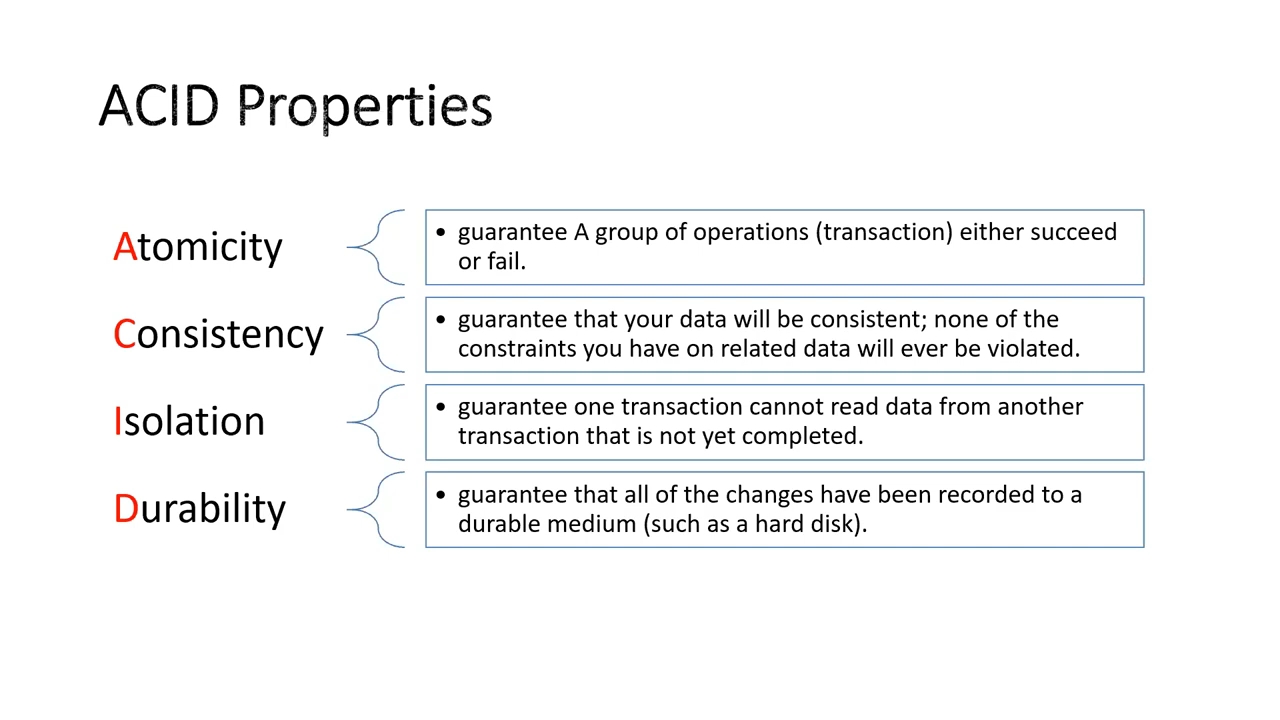 ACID Properties
Atomicity
• guarantee A group of operations (transaction) either succeed
or fail.
Consistency
• guarantee that your data will be consistent; none of the
constraints you have on related data will ever be violated.
Isolation
• guarantee one transaction cannot read data from another
transaction that is not yet completed.
Durability
• guarantee that all of the changes have been recorded to a
durable medium (such as a hard disk).